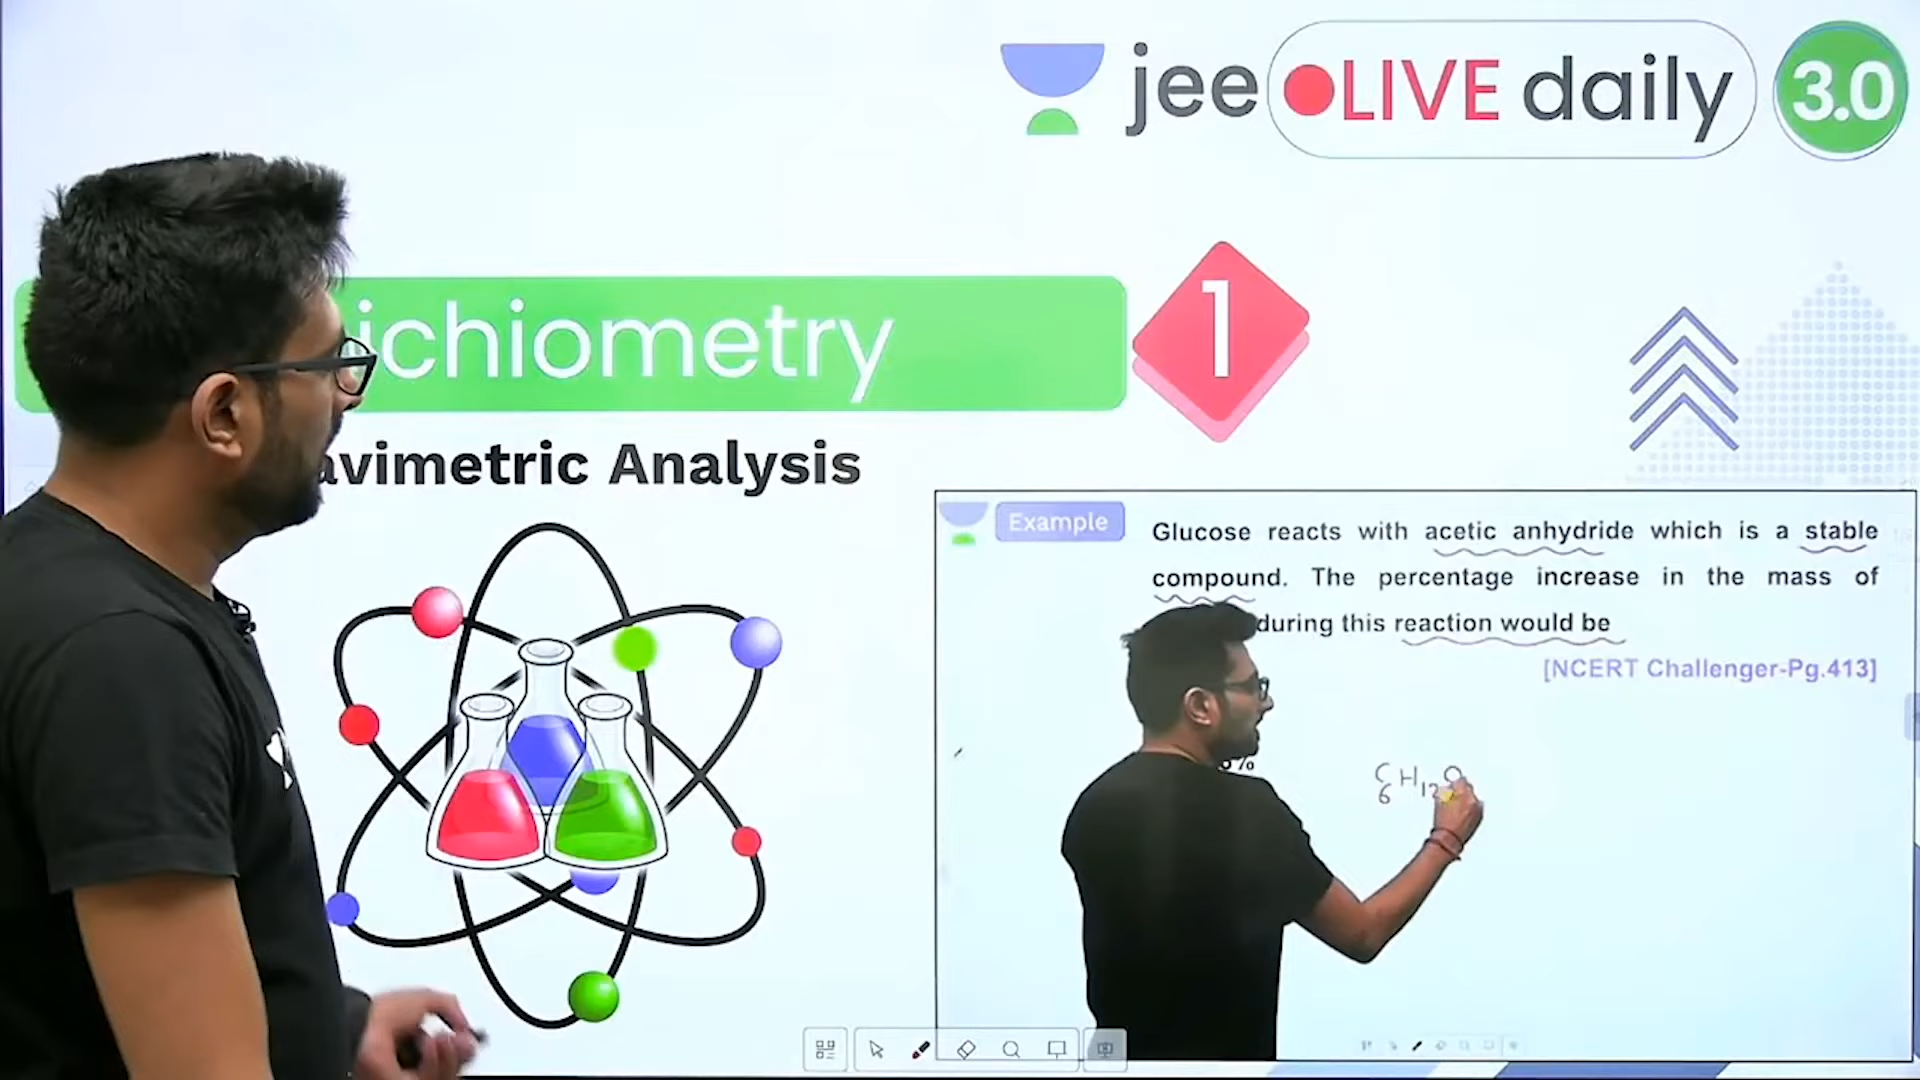 jee LIVE daily 3.0
ichiometry
1
avimetric Analysis
Example
Glucose reacts with acetic anhydride which is a stable
compound. The percentage increase in the mass of
during this reaction would be
[NCERT Challenger-Pg.413]
C6H12O